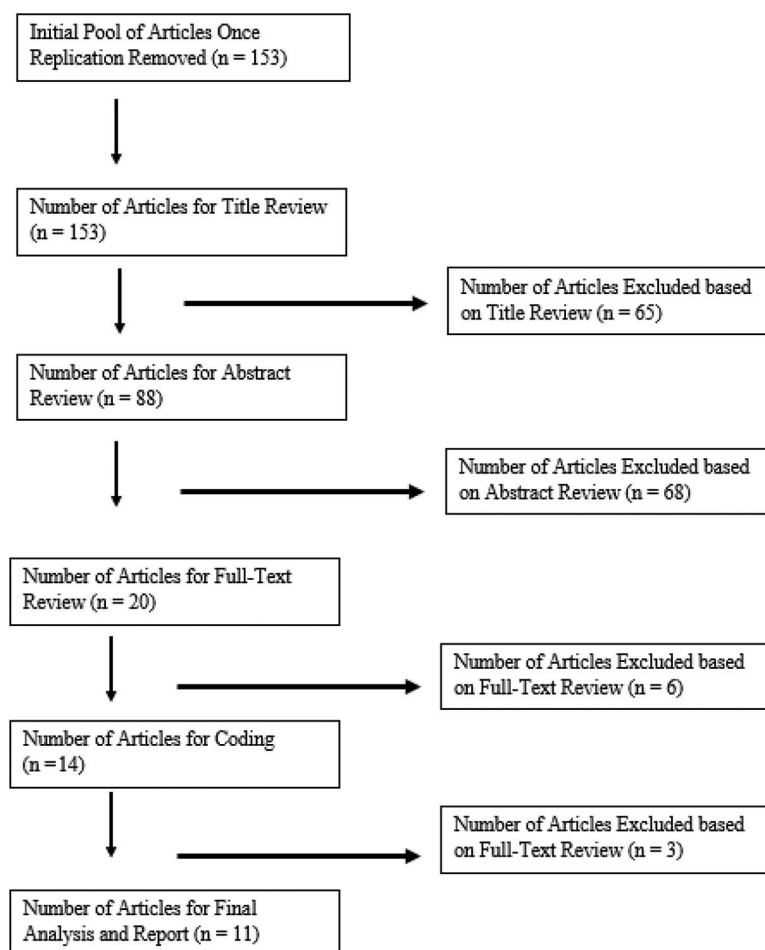 Initial Pool of Articles Once
Replication Removed (n = 153)
Number of Articles for Title Review
(n = 153)
Number of Articles Excluded based
on Title Review (n = 65)
Number of Articles for Abstract
Review (n = 88)
Number of Articles Excluded based
on Abstract Review (n = 68)
Number of Articles for Full-Text
Review (n = 20)
Number of Articles Excluded based
on Full-Text Review (n = 6)
Number of Articles for Coding
(n =14)
Number of Articles Excluded based
on Full-Text Review (n = 3)
Number of Articles for Final
Analysis and Report (n = 11)